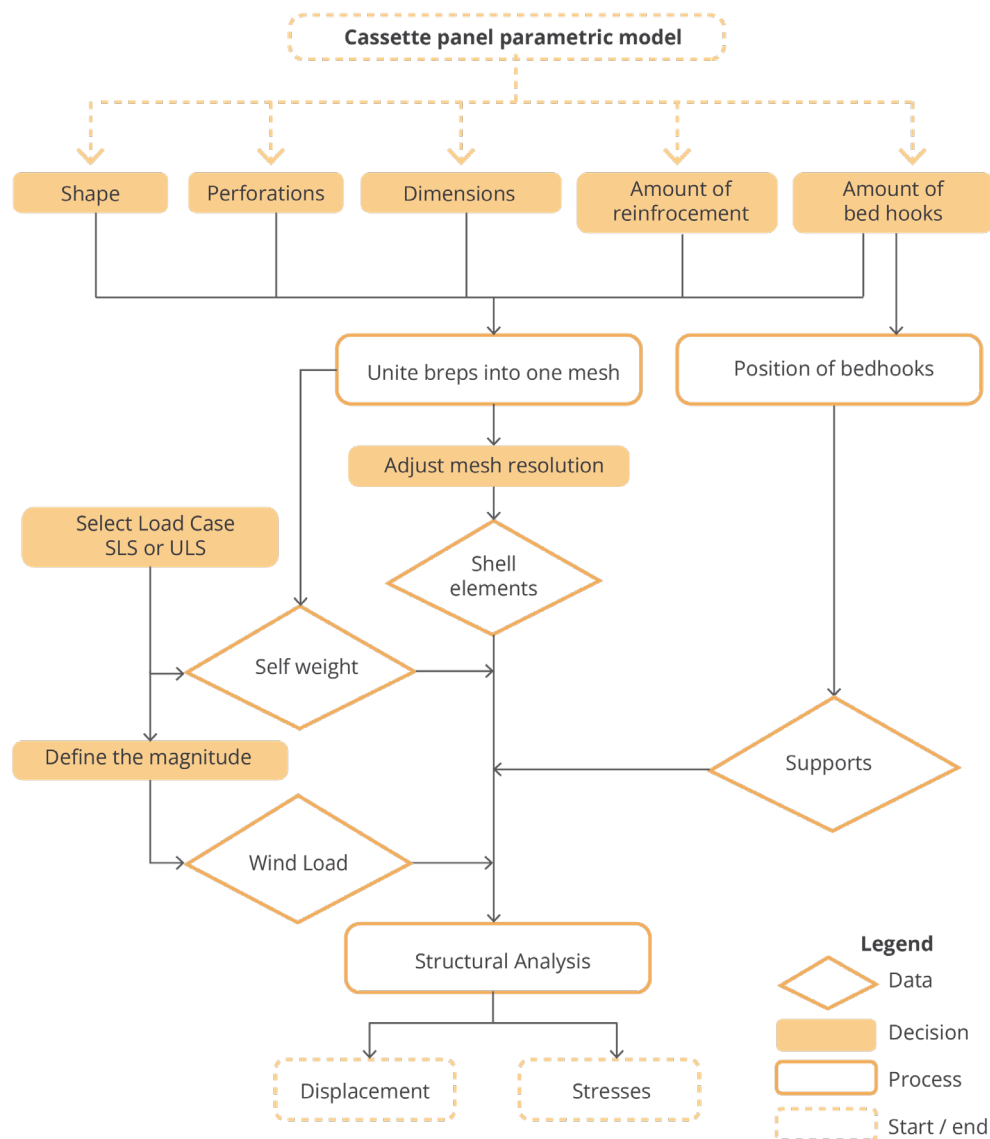 Cassette panel parametric model
Shape
Perforations
Dimensions
Amount of
reinfrocement
Amount of
bed hooks
Unite breps into one mesh
Position of bedhooks
Adjust mesh resolution
Select Load Case
SLS or ULS
Shell
elements
Self weight
Define the magnitude
Supports
Wind Load
Structural Analysis
Displacement
Stresses
Legend
Data
Decision
Process
Start / end